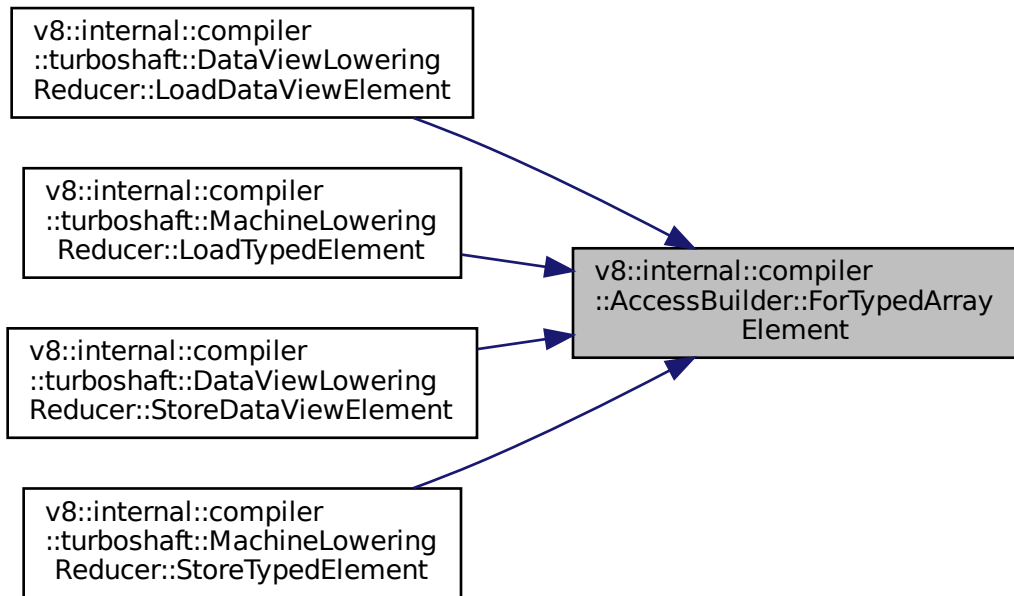 v8::internal::compiler
::turboshaft::DataViewLowering
Reducer::LoadDataViewElement
v8::internal::compiler
::turboshaft::MachineLowering
Reducer::LoadTypedElement
v8::internal::compiler
::AccessBuilder::ForTypedArray
Element
v8::internal::compiler
::turboshaft::DataViewLowering
Reducer::StoreDataViewElement
v8::internal::compiler
::turboshaft::MachineLowering
Reducer::StoreTypedElement